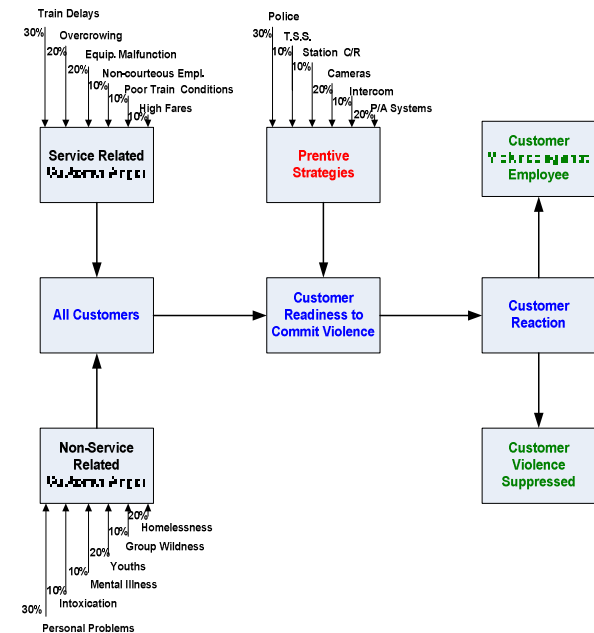 Train Delays
30%
Overcrowing
20%
Equip. Malfunction
20%
Non-courteous Empl.
10%
Poor Train Conditions
10%
High Fares
10%
Service Related
Police
30%
T.S.S.
10%
Station C/R
10%
Cameras
20%
Intercom
10%
P/A Systems
20%
Prentive
Strategies
Customer
Employee
All Customers
Customer
Readiness to
Commit Violence
Customer
Reaction
Non-Service
Related
Customer
Violence
Suppressed
20%
Homelessness
10%
Group Wildness
20%
Youths
10%
Mental Illness
10%
Intoxication
30%
Personal Problems